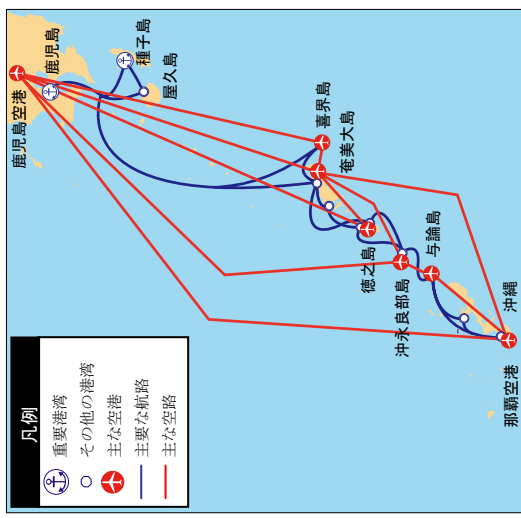 凡例
重要港湾
その他の港湾
主な空港
主要な航路
主な空路
鹿児島空港
鹿児島
種子島
屋久島
喜界島
奄美大島
徳之島
沖永良部島
与論島
沖縄
那覇空港